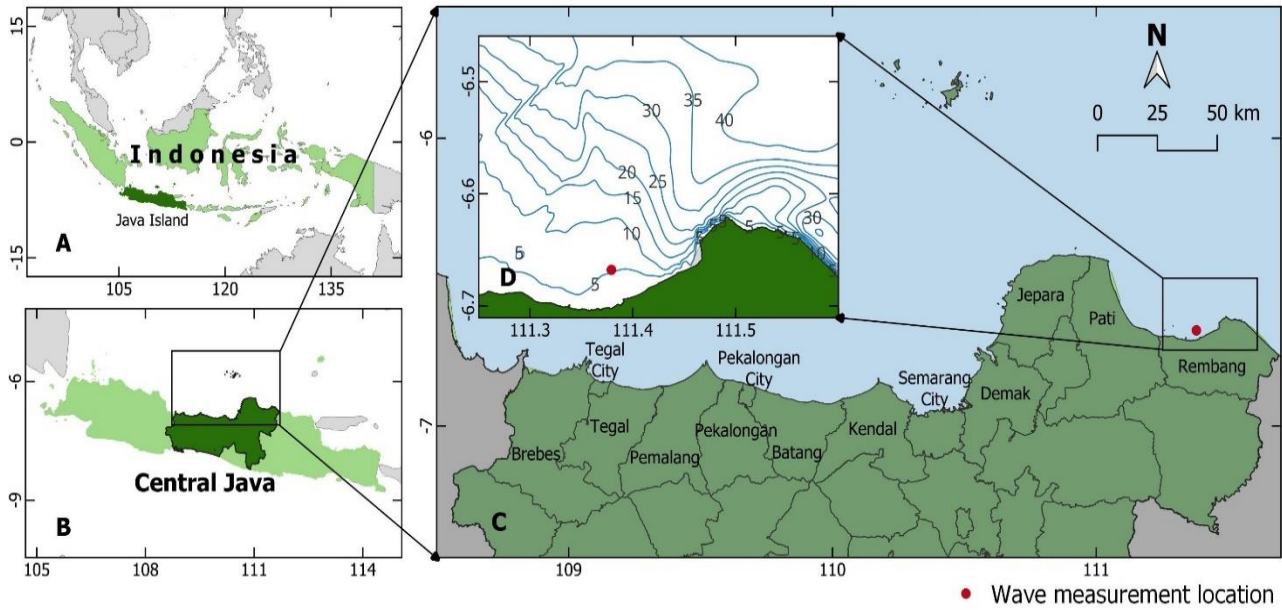 15
0
-15
Indonesia
Java Island
A
105
120
135
-6
-9
Central Java
B
105
108
111
114
-6.5
-6.6
-6.7
30
35
40
20
25
15
10
5
5
5
5
5
30
10
D
111.3
111.4
111.5
N
0 25 50 km
-6
-7
Jepara
Pati
Rembang
Tegal
City
Pekalongan
City
Semarang
City
Demak
Kendal
Tegal
Pekalongan
Brebes
Pemalang
Batang
C
109
110
111
Wave measurement location